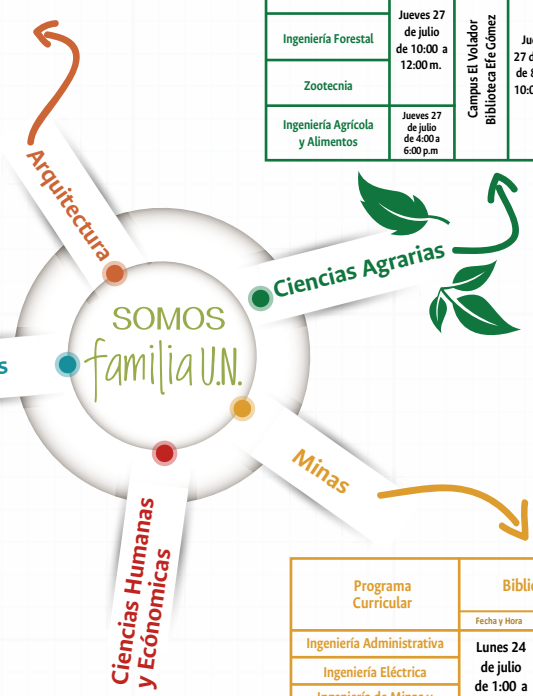 Ingeniería Forestal
Zootecnia
Ingeniería Agrícola
y Alimentos
Jueves 27
de julio
de 10:00 a
12:00 m.
Jueves 27
de julio
de 4:00 a
6:00 p.m
Campus El Volador
Biblioteca Efe Gómez
Arquitectura
Ciencias Agrarias
SOMOS
familia U.N.
Minas
Ciencias Humanas
y Ecónomicas
Programa
Curricular
Fecha y Hora
Ingeniería Administrativa
Ingeniería Eléctrica
Lunes 24
de julio
de 1:00 a